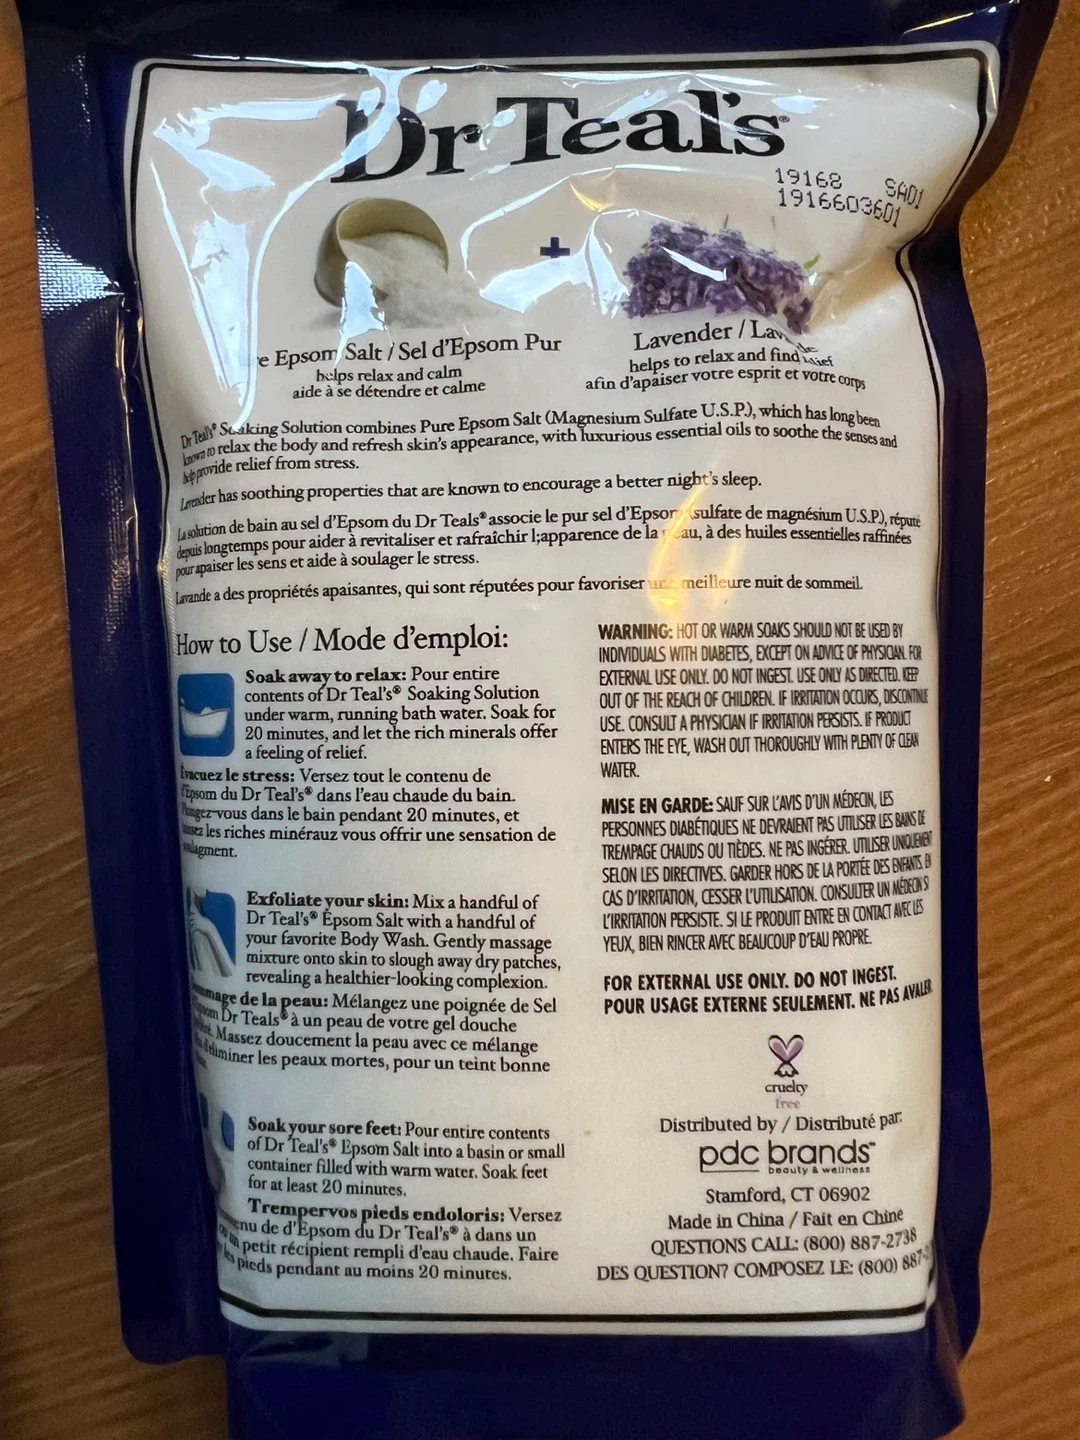 Dr Teal's®
19168 SA01
1916603601
+
Epsom Salt / Sel d'Epsom Pur
helps relax and calm
aide à se détendre et calme
Lavender /
helps to relax and find
afin d'apaiser votre esprit et votre corps
Dr Teal's® Soaking Solution combines Pure Epsom Salt (Magnesium Sulfate U.S.P.), which has long been
known to relax the body and refresh skin's appearance, with luxurious essential oils to soothe the senses and
help provide relief from stress.
Lavender has soothing properties that are known to encourage a better night's sleep.
La solution de bain au sel d'Epsom du Dr Teals® associe le pur sel d'Epsom (sulfate de magnésium U.S.P.), réputé
depuis longtemps pour aider à revitaliser et rafraîchir l;apparence de la peau, à des huiles essentielles raffinées
pour apaiser les sens et aide à soulager le stress.
Lavande a des propriétés apaisantes, qui sont réputées pour favoriser une meilleure nuit de sommeil.
How to Use / Mode d'emploi:
Soak away to relax: Pour entire
contents of Dr Teal's® Soaking Solution
under warm, running bath water. Soak for
20 minutes, and let the rich minerals offer
a feeling of relief.
Évacuez le stress: Versez tout le contenu de
d'Epsom du Dr Teal's® dans l'eau chaude du bain.
Plongez-vous dans le bain pendant 20 minutes, et
laissez les riches minérauz vous offrir une sensation de
soulagment.
Exfoliate your skin: Mix a handful of
Dr Teal's® Epsom Salt with a handful of
your favorite Body Wash. Gently massage
mixture onto skin to slough away dry patches,
revealing a healthier-looking complexion.
Gommage de la peau: Mélangez une poignée de Sel
d'Epsom Dr Teals® à un peau de votre gel douche
Massez doucement la peau avec ce mélange
d'éliminer les peaux mortes, pour un teint bonne
Soak your sore feet: Pour entire contents
of Dr Teal's® Epsom Salt into a basin or small
container filled with warm water. Soak feet
for at least 20 minutes.
Trempervos pieds endoloris: Versez
de d'Epsom du Dr Teal's® à dans un
ou un petit récipient rempli d'eau chaude. Faire
les pieds pendant au moins 20 minutes.
WARNING: HOT OR WARM SOAKS SHOULD NOT BE USED BY
INDIVIDUALS WITH DIABETES, EXCEPT ON ADVICE OF PHYSICIAN. FOR
EXTERNAL USE ONLY. DO NOT INGEST. USE ONLY AS DIRECTED. KEEP
OUT OF THE REACH OF CHILDREN. IF IRRITATION OCCURS, DISCONTINUE
USE. CONSULT A PHYSICIAN IF IRRITATION PERSISTS. IF PRODUCT
ENTERS THE EYE, WASH OUT THOROUGHLY WITH PLENTY OF CLEAN
WATER.
MISE EN GARDE: SAUF SUR L'AVIS D'UN MÉDECIN, LES
PERSONNES DIABÉTIQUES NE DEVRAIENT PAS UTILISER LES BAINS DE
TREMPAGE CHAUDS OU TIÈDES. NE PAS INGÉRER. UTILISER UNIQUEMENT
SELON LES DIRECTIVES. GARDER HORS DE LA PORTÉE DES ENFANTS. EN
CAS D'IRRITATION, CESSER L'UTILISATION. CONSULTER UN MÉDECIN SI
L'IRRITATION PERSISTE. SI LE PRODUIT ENTRE EN CONTACT AVEC LES
YEUX, BIEN RINCER AVEC BEAUCOUP D'EAU PROPRE.
FOR EXTERNAL USE ONLY. DO NOT INGEST.
POUR USAGE EXTERNE SEULEMENT. NE PAS AVALER.
cruelty
free
Distributed by / Distribué par:
pdc brands™
beauty & wellness
Stamford, CT 06902
Made in China / Fait en Chine
QUESTIONS CALL: (800) 887-2738
DES QUESTION? COMPOSEZ LE: (800)